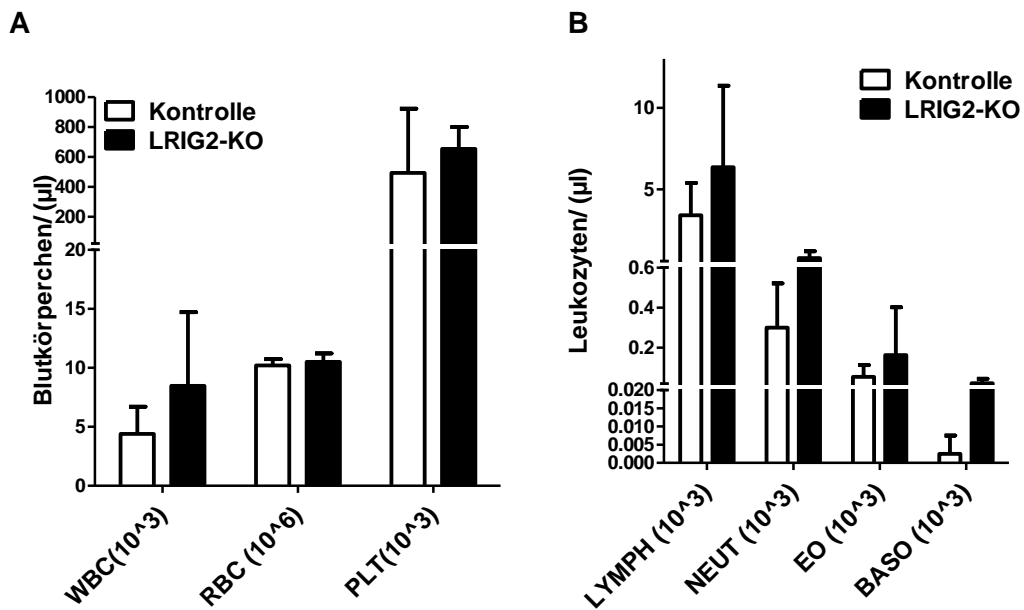 A
Blutkörperchen/ (µl)
1000
800
600
400
200
20
15
10
5
0
Kontrolle
LRIG2-KO
WBC(10^3)
RBC (10^6)
PLT(10^3)
B
Leukozyten/ (µl)
10
5
0.6
0.4
0.2
0.020
0.015
0.010
0.005
0.000
Kontrolle
LRIG2-KO
LYMPH (10^3)
NEUT (10^3)
EO (10^3)
BASO (10^3)